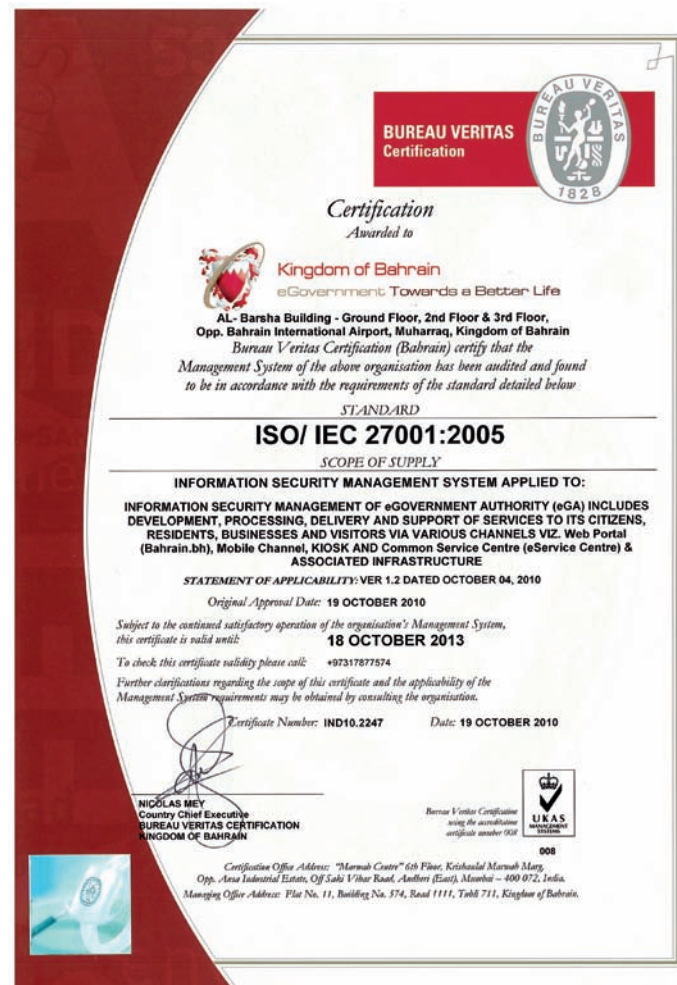 BUREAU VERITAS
Certification
BUREAU VERITAS
1828
Certification
Awarded to
Kingdom of Bahrain
eGovernment Towards a Better Life
AL- Barsha Building - Ground Floor, 2nd Floor & 3rd Floor,
Opp. Bahrain International Airport, Muharraq, Kingdom of Bahrain
Bureau Veritas Certification (Bahrain) certify that the
Management System of the above organisation has been audited and found
to be in accordance with the requirements of the standard detailed below
STANDARD
ISO/ IEC 27001:2005
SCOPE OF SUPPLY
INFORMATION SECURITY MANAGEMENT SYSTEM APPLIED TO:
INFORMATION SECURITY MANAGEMENT OF eGOVERNMENT AUTHORITY (eGA) INCLUDES
DEVELOPMENT, PROCESSING, DELIVERY AND SUPPORT OF SERVICES TO ITS CITIZENS,
RESIDENTS, BUSINESSES AND VISITORS VIA VARIOUS CHANNELS VIZ. Web Portal
(Bahrain.bh), Mobile Channel, KIOSK AND Common Service Centre (eService Centre) &
ASSOCIATED INFRASTRUCTURE
STATEMENT OF APPLICABILITY: VER 1.2 DATED OCTOBER 04, 2010
Original Approval Date: 19 OCTOBER 2010
Subject to the continued satisfactory operation of the organisation's Management System,
this certificate is valid until: 18 OCTOBER 2013
To check this certificate validity please call: +97317877574
Further clarifications regarding the scope of this certificate and the applicability of the
Management System requirements may be obtained by consulting the organisation.
Certificate Number: IND10.2247 Date: 19 OCTOBER 2010
NICOLAS MEY
Country Chief Executive
BUREAU VERITAS CERTIFICATION
KINGDOM OF BAHRAIN
Bureau Veritas Certification
using the accreditation
certificate number 008
UKAS
MANAGEMENT
SYSTEMS
008
Certification Office Address: "Marwah Centre" 6th Floor, Krishanlal Marwah Marg,
Opp. Ansa Industrial Estate, Off Saki Vihar Road, Andheri (East), Mumbai – 400 072, India.
Managing Office Address: Flat No. 11, Building No. 574, Road 1111, Tubli 711, Kingdom of Bahrain.